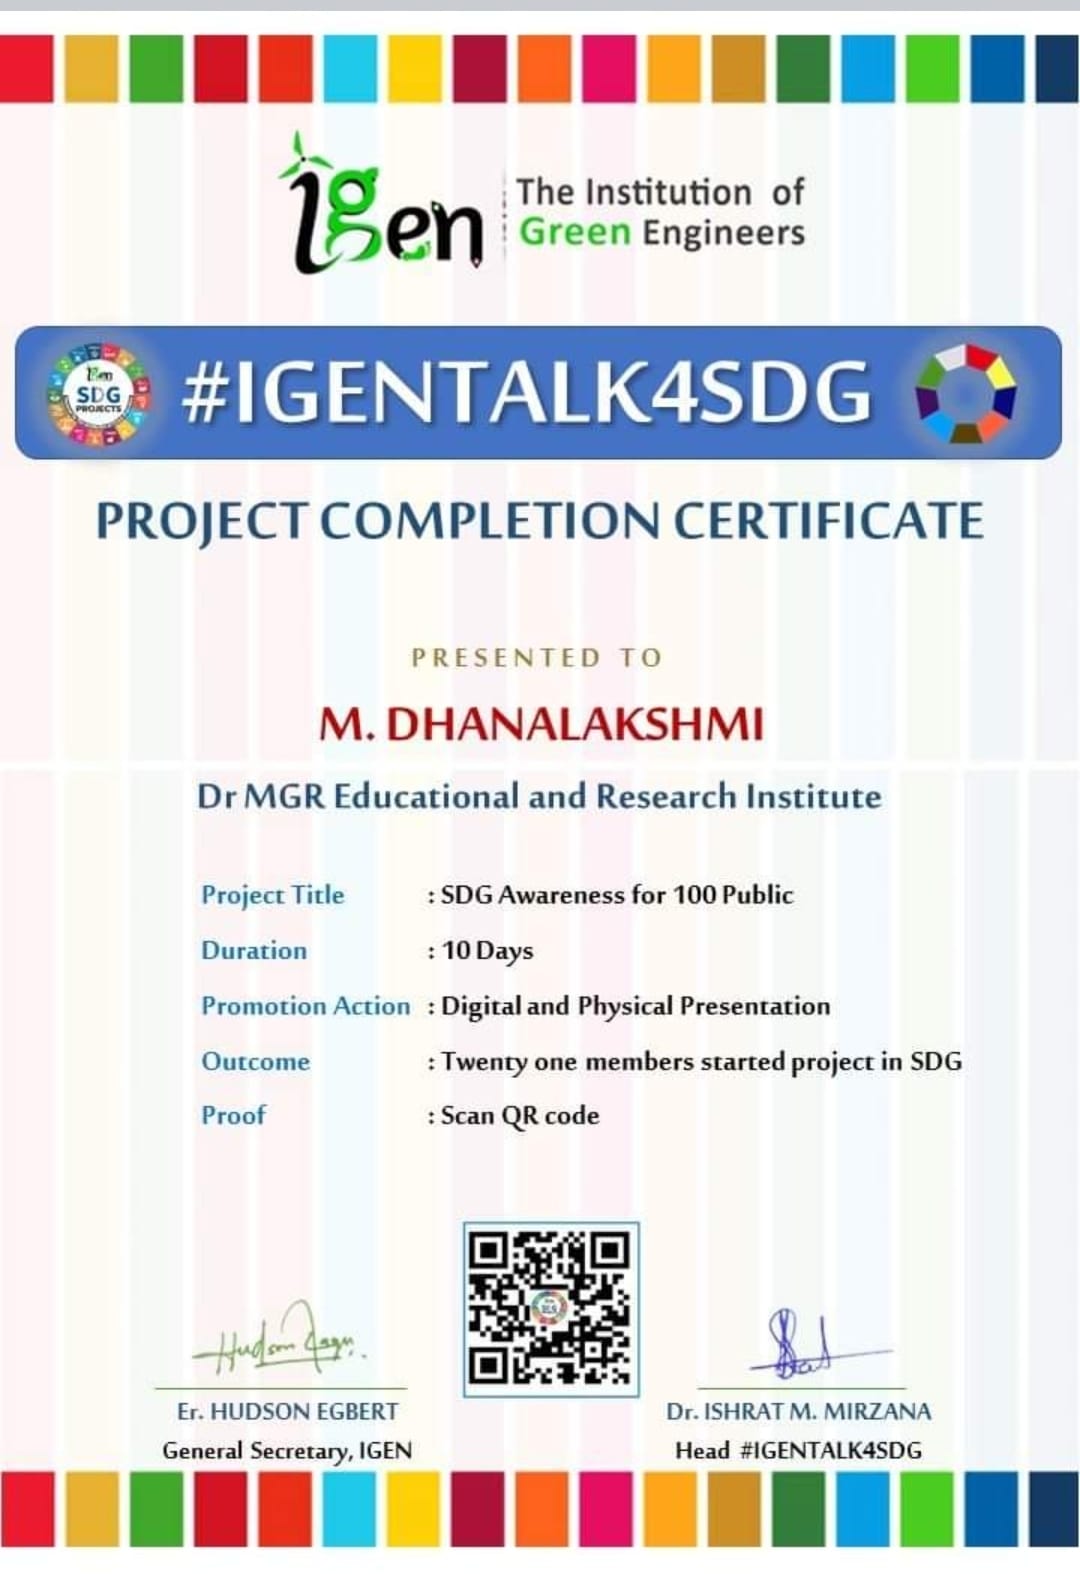 igen
The Institution of
Green Engineers
igen
SDG
PROJECTS
#IGENTALK4SDG
PROJECT COMPLETION CERTIFICATE
PRESENTED TO
M. DHANALAKSHMI
Dr MGR Educational and Research Institute
Project Title : SDG Awareness for 100 Public
Duration : 10 Days
Promotion Action : Digital and Physical Presentation
Outcome : Twenty one members started project in SDG
Proof : Scan QR code
Er. HUDSON EGBERT
General Secretary, IGEN
Dr. ISHRAT M. MIRZANA
Head #IGENTALK4SDG